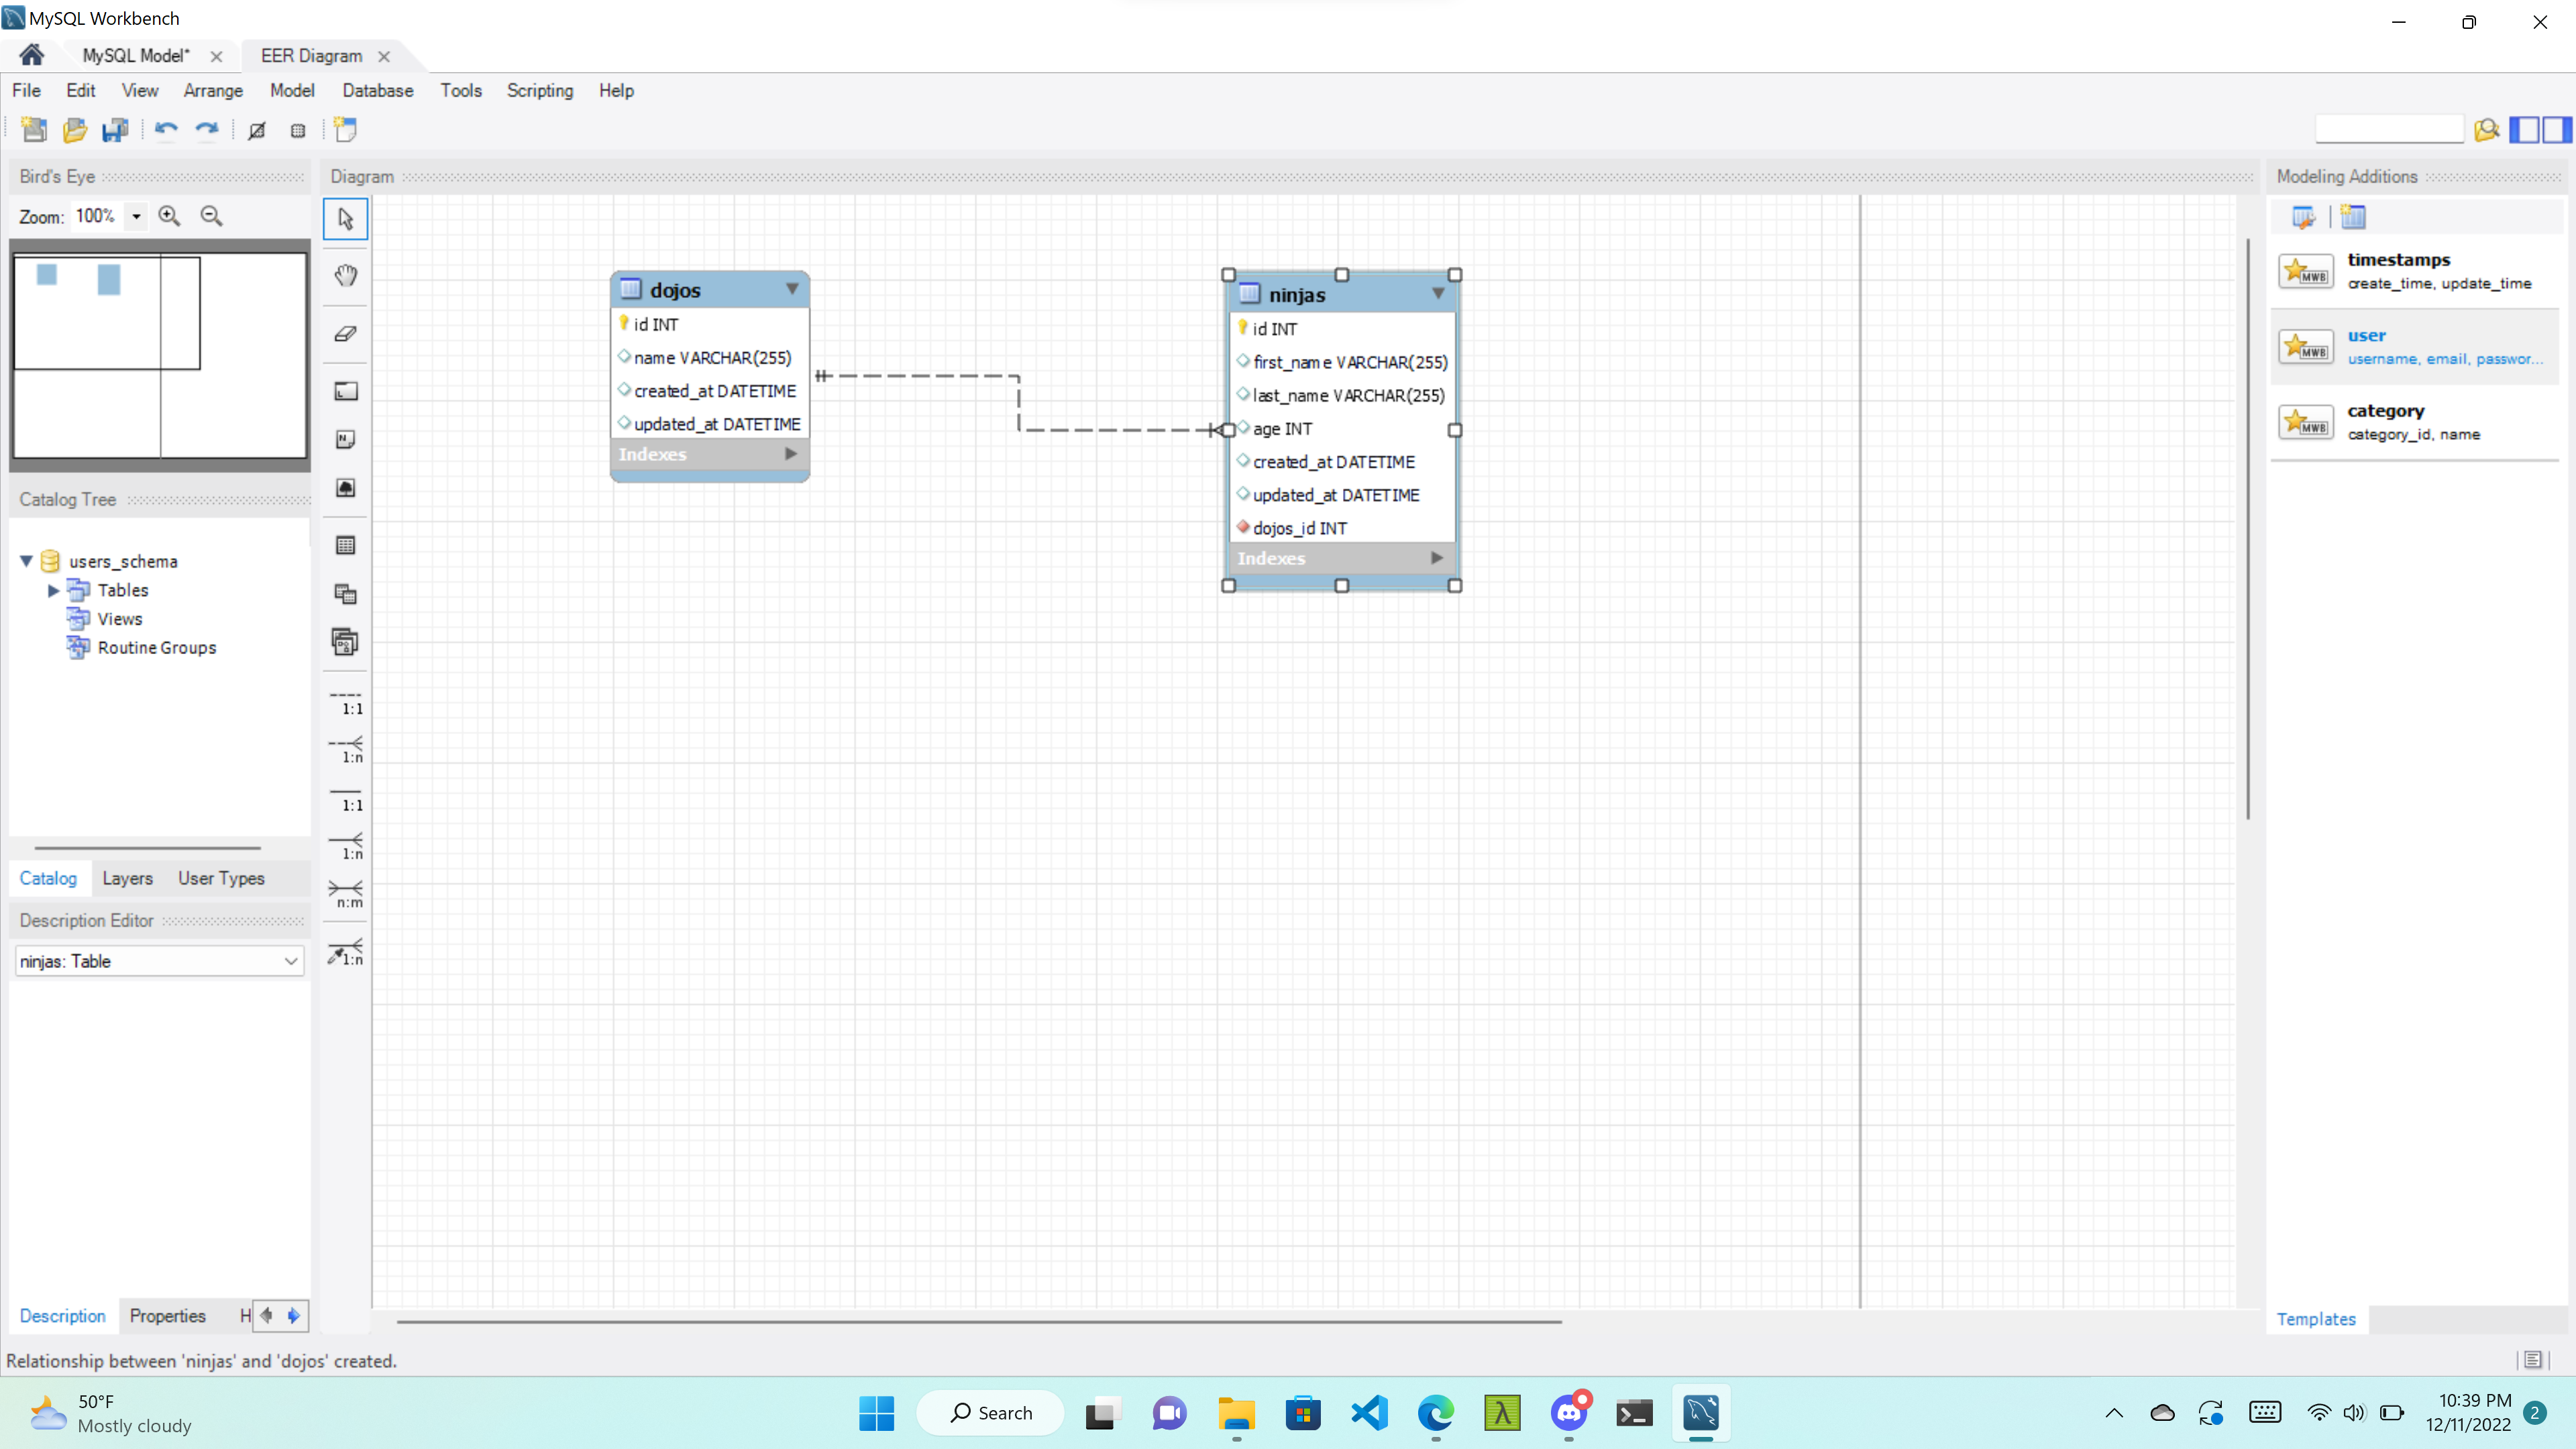 MySQL Workbench
MySQL Model*
EER Diagram
File Edit View Arrange Model Database Tools Scripting Help
Bird's Eye
Zoom: 100%
Catalog Tree
users_schema
Tables
Views
Routine Groups
Catalog Layers User Types
Description Editor
ninjas: Table
Description Properties H
Diagram
1:1
1:n
1:1
1:n
n:m
1:n
dojos
id INT
name VARCHAR(255)
created_at DATETIME
updated_at DATETIME
Indexes
ninjas
id INT
first_name VARCHAR(255)
last_name VARCHAR(255)
age INT
created_at DATETIME
updated_at DATETIME
dojos_id INT
Indexes
Modeling Additions
MWB
timestamps
create_time, update_time
MWB
user
username, email, passwor...
MWB
category
category_id, name
Templates
Relationship between 'ninjas' and 'dojos' created.
50°F
Mostly cloudy
Search
10:39 PM
12/11/2022
2